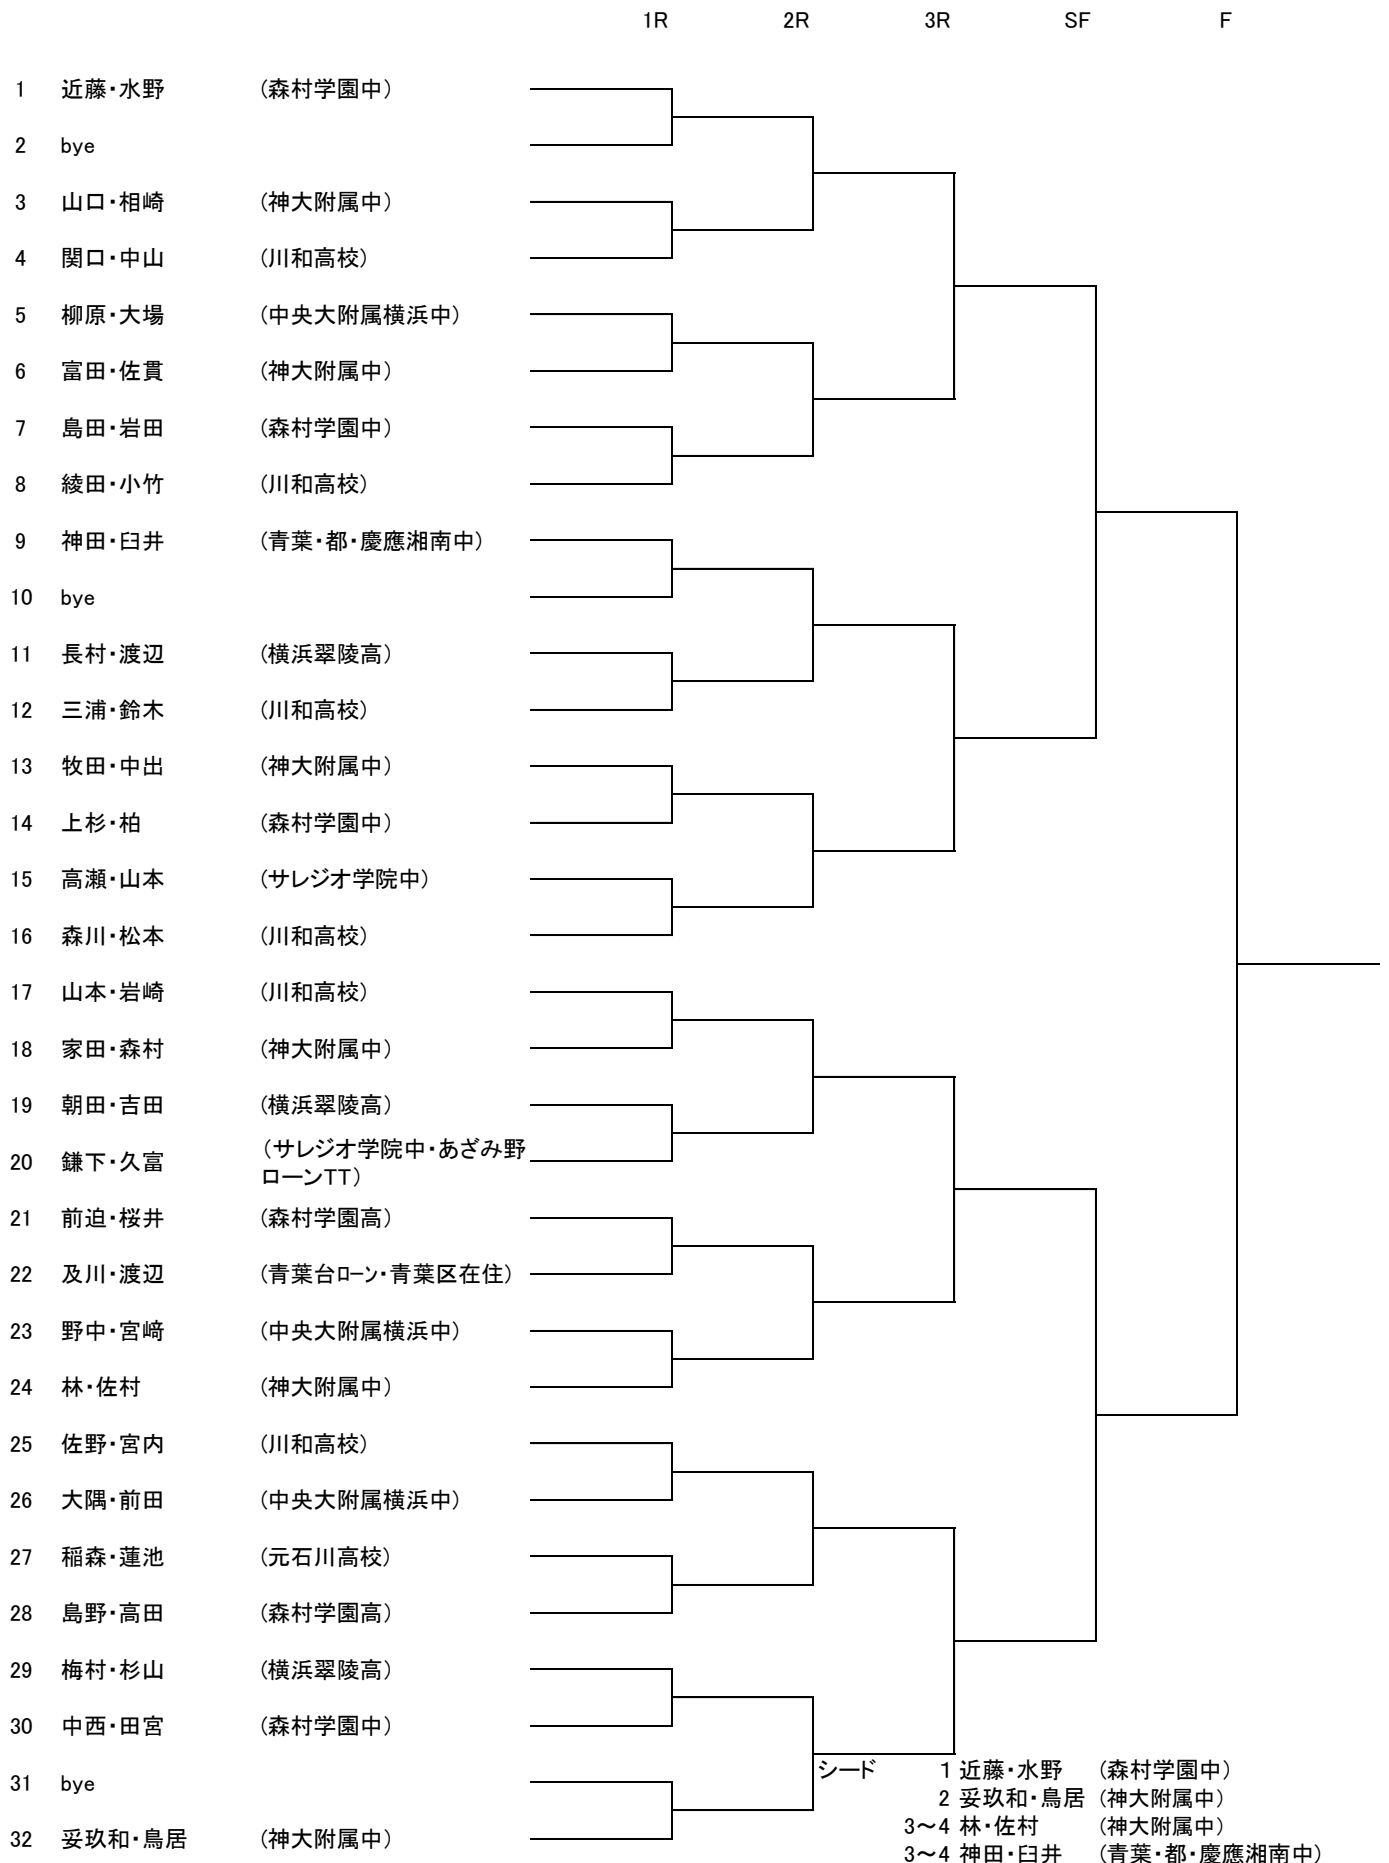 1R 2R 3R SF F
1 近藤・水野 (森村学園中)
2 bye
3 山口・相崎 (神大附属中)
4 関口・中山 (川和高校)
5 柳原・大場 (中央大附属横浜中)
6 富田・佐貫 (神大附属中)
7 島田・岩田 (森村学園中)
8 綾田・小竹 (川和高校)
9 神田・臼井 (青葉・都・慶應湘南中)
10 bye
11 長村・渡辺 (横浜翠陵高)
12 三浦・鈴木 (川和高校)
13 牧田・中出 (神大附属中)
14 上杉・柏 (森村学園中)
15 高瀬・山本 (サレジオ学院中)
16 森川・松本 (川和高校)
17 山本・岩崎 (川和高校)
18 家田・森村 (神大附属中)
19 朝田・吉田 (横浜翠陵高)
20 鎌下・久富 (サレジオ学院中・あざみ野
ローンTT)
21 前迫・桜井 (森村学園高)
22 及川・渡辺 (青葉台ローン・青葉区在住)
23 野中・宮﨑 (中央大附属横浜中)
24 林・佐村 (神大附属中)
25 佐野・宮内 (川和高校)
26 大隅・前田 (中央大附属横浜中)
27 稲森・蓮池 (元石川高校)
28 島野・高田 (森村学園高)
29 梅村・杉山 (横浜翠陵高)
30 中西・田宮 (森村学園中)
31 bye
32 妥玖和・鳥居 (神大附属中)
シード 1 近藤・水野 (森村学園中)
2 妥玖和・鳥居 (神大附属中)
3～4 林・佐村 (神大附属中)
3～4 神田・臼井 (青葉・都・慶應湘南中)